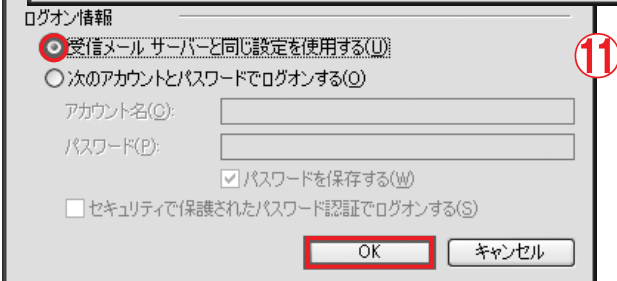 ログオン情報
受信メール サーバーと同じ設定を使用する(U)
⑪
次のアカウントとパスワードでログオンする(O)
アカウント名(C):
パスワード(P):
パスワードを保存する(W)
セキュリティで保護されたパスワード認証でログオンする(S)
OK キャンセル